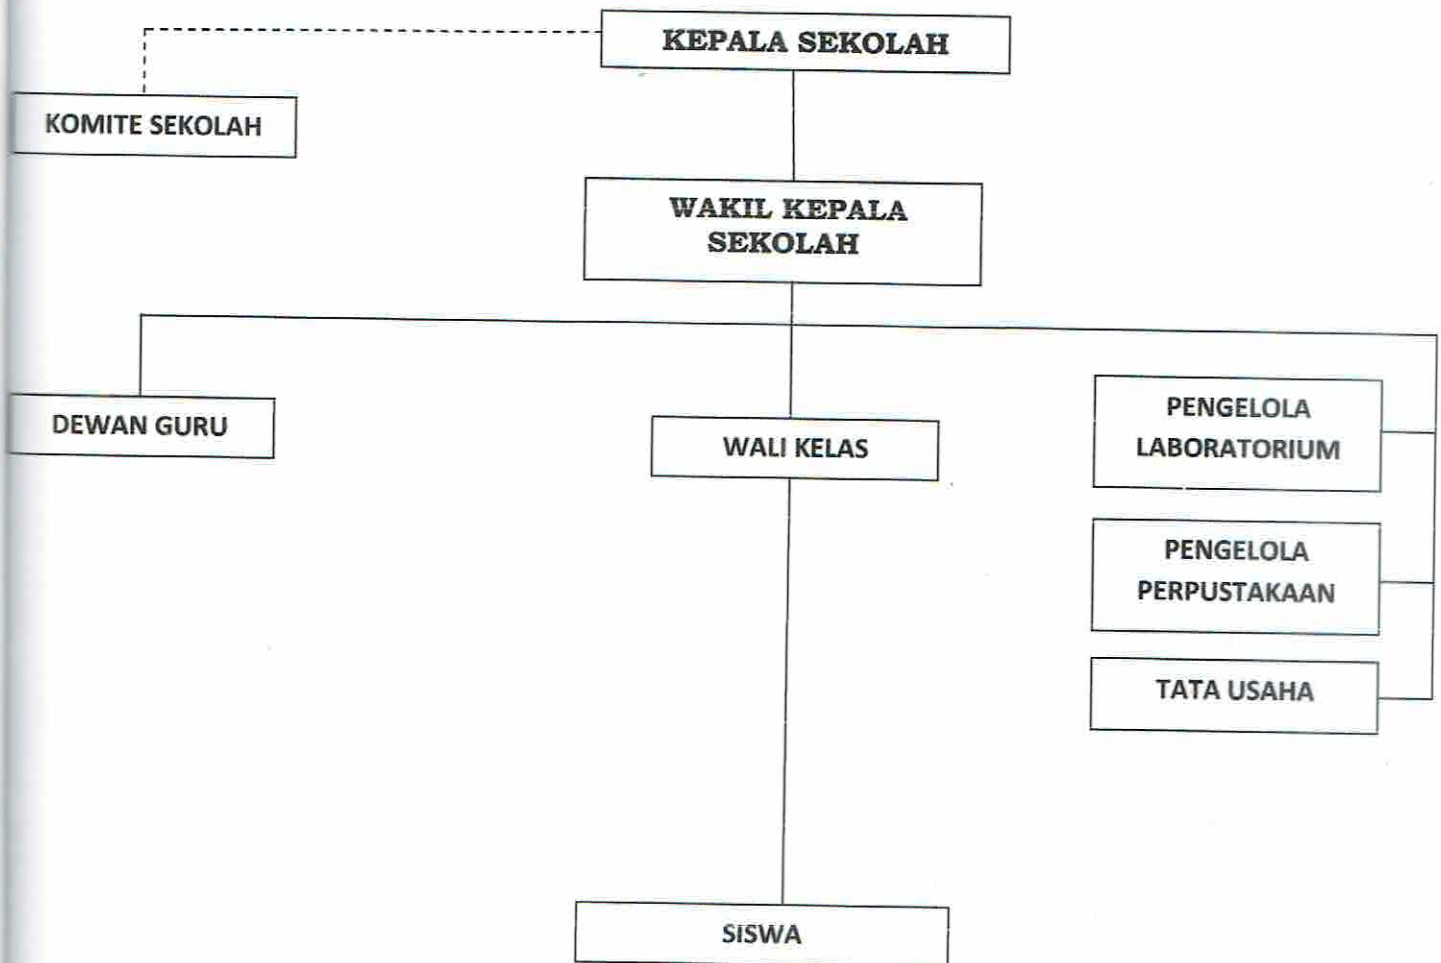 KEPALA SEKOLAH
KOMITE SEKOLAH
WAKIL KEPALA
SEKOLAH
DEWAN GURU
WALI KELAS
PENGELOLA
LABORATORIUM
PENGELOLA
PERPUSTAKAAN
TATA USAHA
SISWA